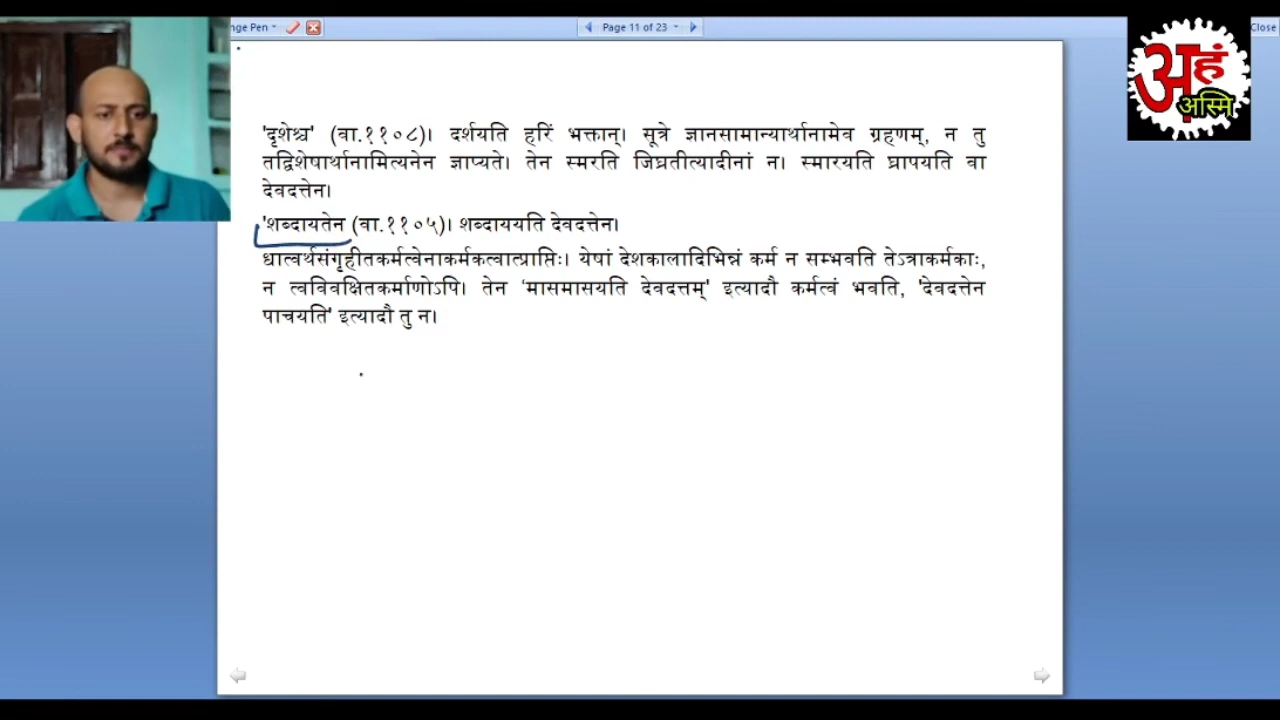 nge Pen
Page 11 of 23
Close
अहं
अस्मि
'दृशेश्च' (वा.११०८)। दर्शयति हरिं भक्तान्। सूत्रे ज्ञानसामान्यार्थानामेव ग्रहणम्, न तु
तद्विशेषार्थानामित्यनेन ज्ञाप्यते। तेन स्मरति जिघ्रतीत्यादीनां न। स्मारयति घ्रापयति वा
देवदत्तेन।
'शब्दायतेन (वा.११०५)। शब्दाययति देवदत्तेन।
धात्वर्थसंगृहीतकर्मत्वेनाकर्मकत्वात्प्राप्तिः। येषां देशकालादिभिन्नं कर्म न सम्भवति तेऽत्राकर्मकाः,
न त्वविवक्षितकर्माणोऽपि। तेन ‘मासमासयति देवदत्तम्' इत्यादौ कर्मत्वं भवति, 'देवदत्तेन
पाचयति' इत्यादौ तु न।